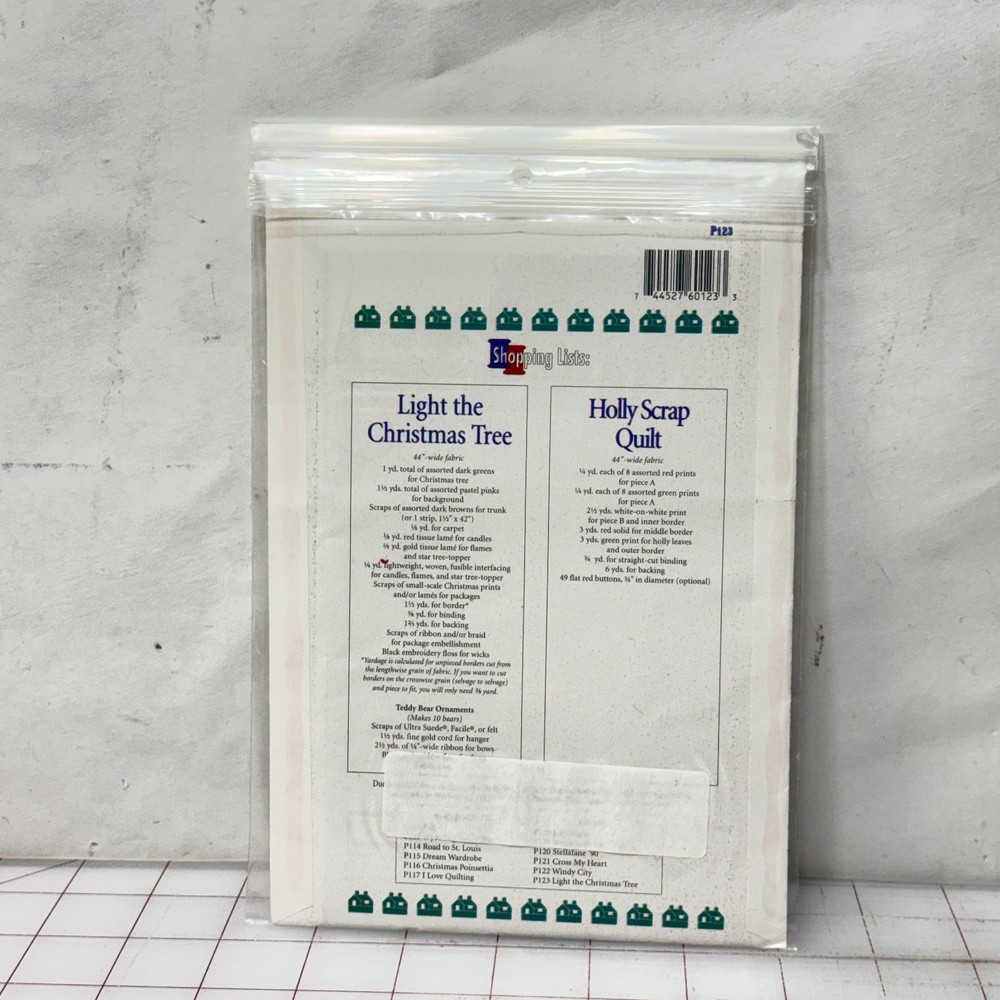 P123
7 44527 60123 3
Shopping Lists:
Light the
Christmas Tree
44"-wide fabric
1 yd. total of assorted dark greens
for Christmas tree
1½ yds. total of assorted pastel pinks
for background
Scraps of assorted dark browns for trunk
(or 1 strip, 1½" x 42")
yd. for carpet
⅛ yd. red tissue lamé for candles
⅛ yd. gold tissue lamé for flames
and star tree-topper
yd. lightweight, woven, fusible interfacing
for candles, flames, and star tree-topper
Scraps of small-scale Christmas prints
and/or lamés for packages
1½ yds. for border*
⅜ yd. for binding
yds. for backing
Scraps of ribbon and/or braid
for package embellishment
Black embroidery floss for wicks
*Yardage is calculated for unpieced borders cut from
the lengthwise grain of fabric. If you want to cut
borders on the crosswise grain (selvage to selvage)
and piece to fit, you will only need yard.
Teddy Bear Ornaments
(Makes 10 bears)
Scraps of Ultra Suede®, Facile®, or felt
1½ yds. fine gold cord for hanger
2½ yds. of ¼"-wide ribbon for bows
Holly Scrap
Quilt
44"-wide fabric
¼ yd. each of 8 assorted red prints
for piece A
¼ yd. each of 8 assorted green prints
for piece A
2½ yds. white-on-white print
for piece B and inner border
3 yds. red solid for middle border
3 yds. green print for holly leaves
and outer border
¾ yd. for straight-cut binding
6 yds. for backing
49 flat red buttons, ¾" in diameter (optional)
P114 Road to St. Louis
P115 Dream Wardrobe
P116 Christmas Poinsettia
P117 I Love Quilting
P120 Stellafane '90
P121 Cross My Heart
P122 Windy City
P123 Light the Christmas Tree